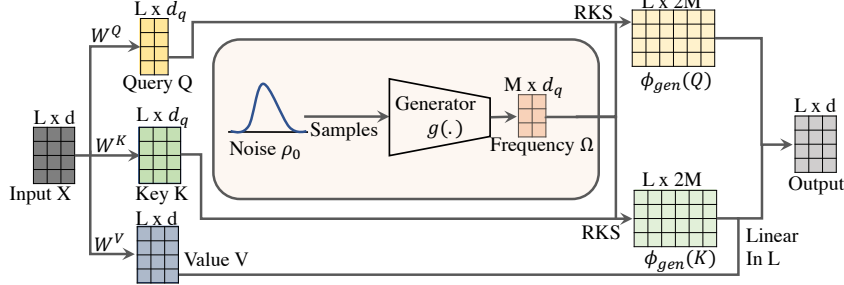 L x d_q
W^Q
Query Q
RKS
L x 2M
ϕ_gen(Q)
M x d_q
Generator
g(.)
Samples
Noise ρ_0
Frequency Ω
L x d_q
W^K
Key K
L x d
Input X
L x d
Output
L x 2M
RKS
ϕ_gen(K)
Linear
In L
L x d
W^V
Value V